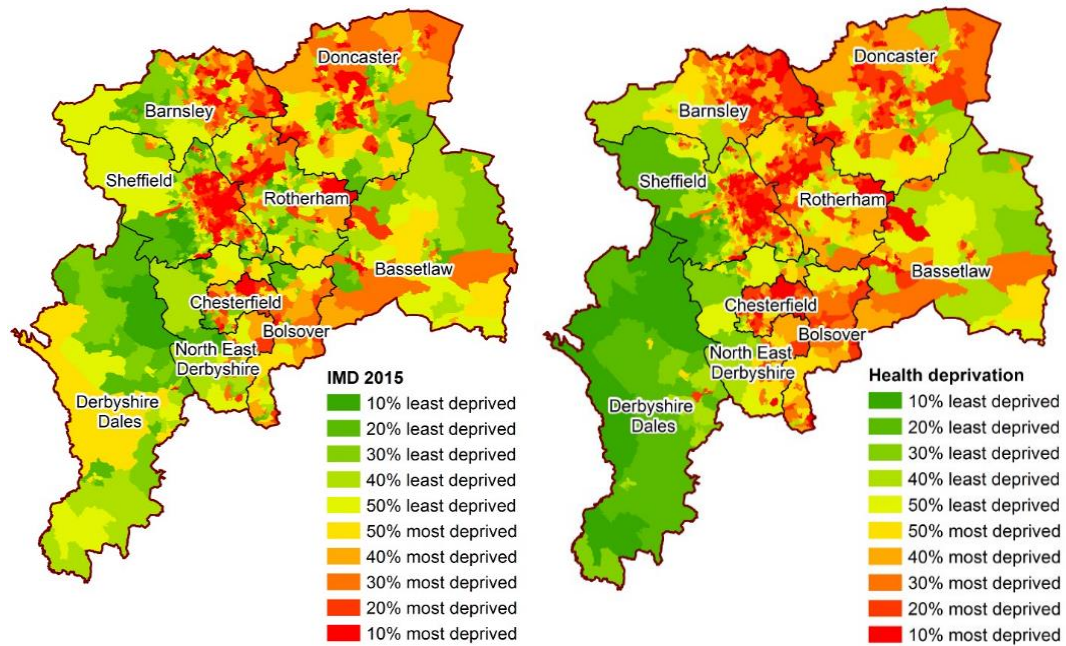 Doncaster
Barnsley
Sheffield
Rotherham
Bassetlaw
Chesterfield
Bolsover
North East
Derbyshire
Derbyshire
Dales
IMD 2015
10% least deprived
20% least deprived
30% least deprived
40% least deprived
50% least deprived
50% most deprived
40% most deprived
30% most deprived
20% most deprived
10% most deprived
Doncaster
Barnsley
Sheffield
Rotherham
Bassetlaw
Chesterfield
Bolsover
North East
Derbyshire
Derbyshire
Dales
Health deprivation
10% least deprived
20% least deprived
30% least deprived
40% least deprived
50% least deprived
50% most deprived
40% most deprived
30% most deprived
20% most deprived
10% most deprived